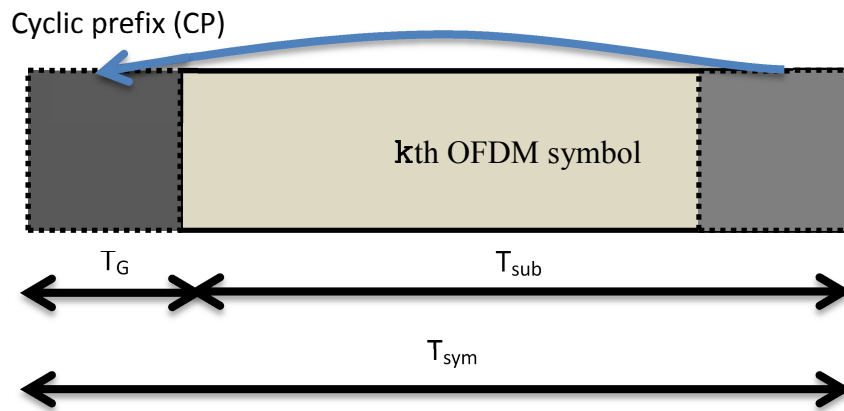 Cyclic prefix (CP)
kth OFDM symbol
TG
Tsub
Tsym